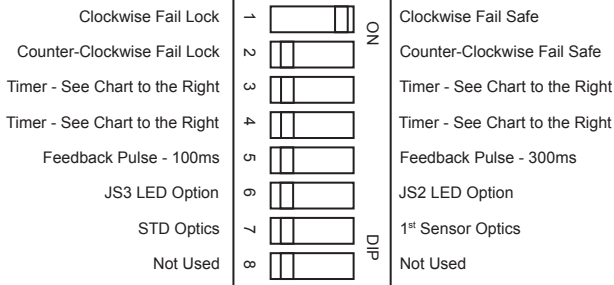 Clockwise Fail Lock 1 ON Clockwise Fail Safe
Counter-Clockwise Fail Lock 2 Counter-Clockwise Fail Safe
Timer - See Chart to the Right 3 Timer - See Chart to the Right
Timer - See Chart to the Right 4 Timer - See Chart to the Right
Feedback Pulse - 100ms 5 Feedback Pulse - 300ms
JS3 LED Option 6 JS2 LED Option
STD Optics 7 DIP 1st Sensor Optics
Not Used 8 Not Used